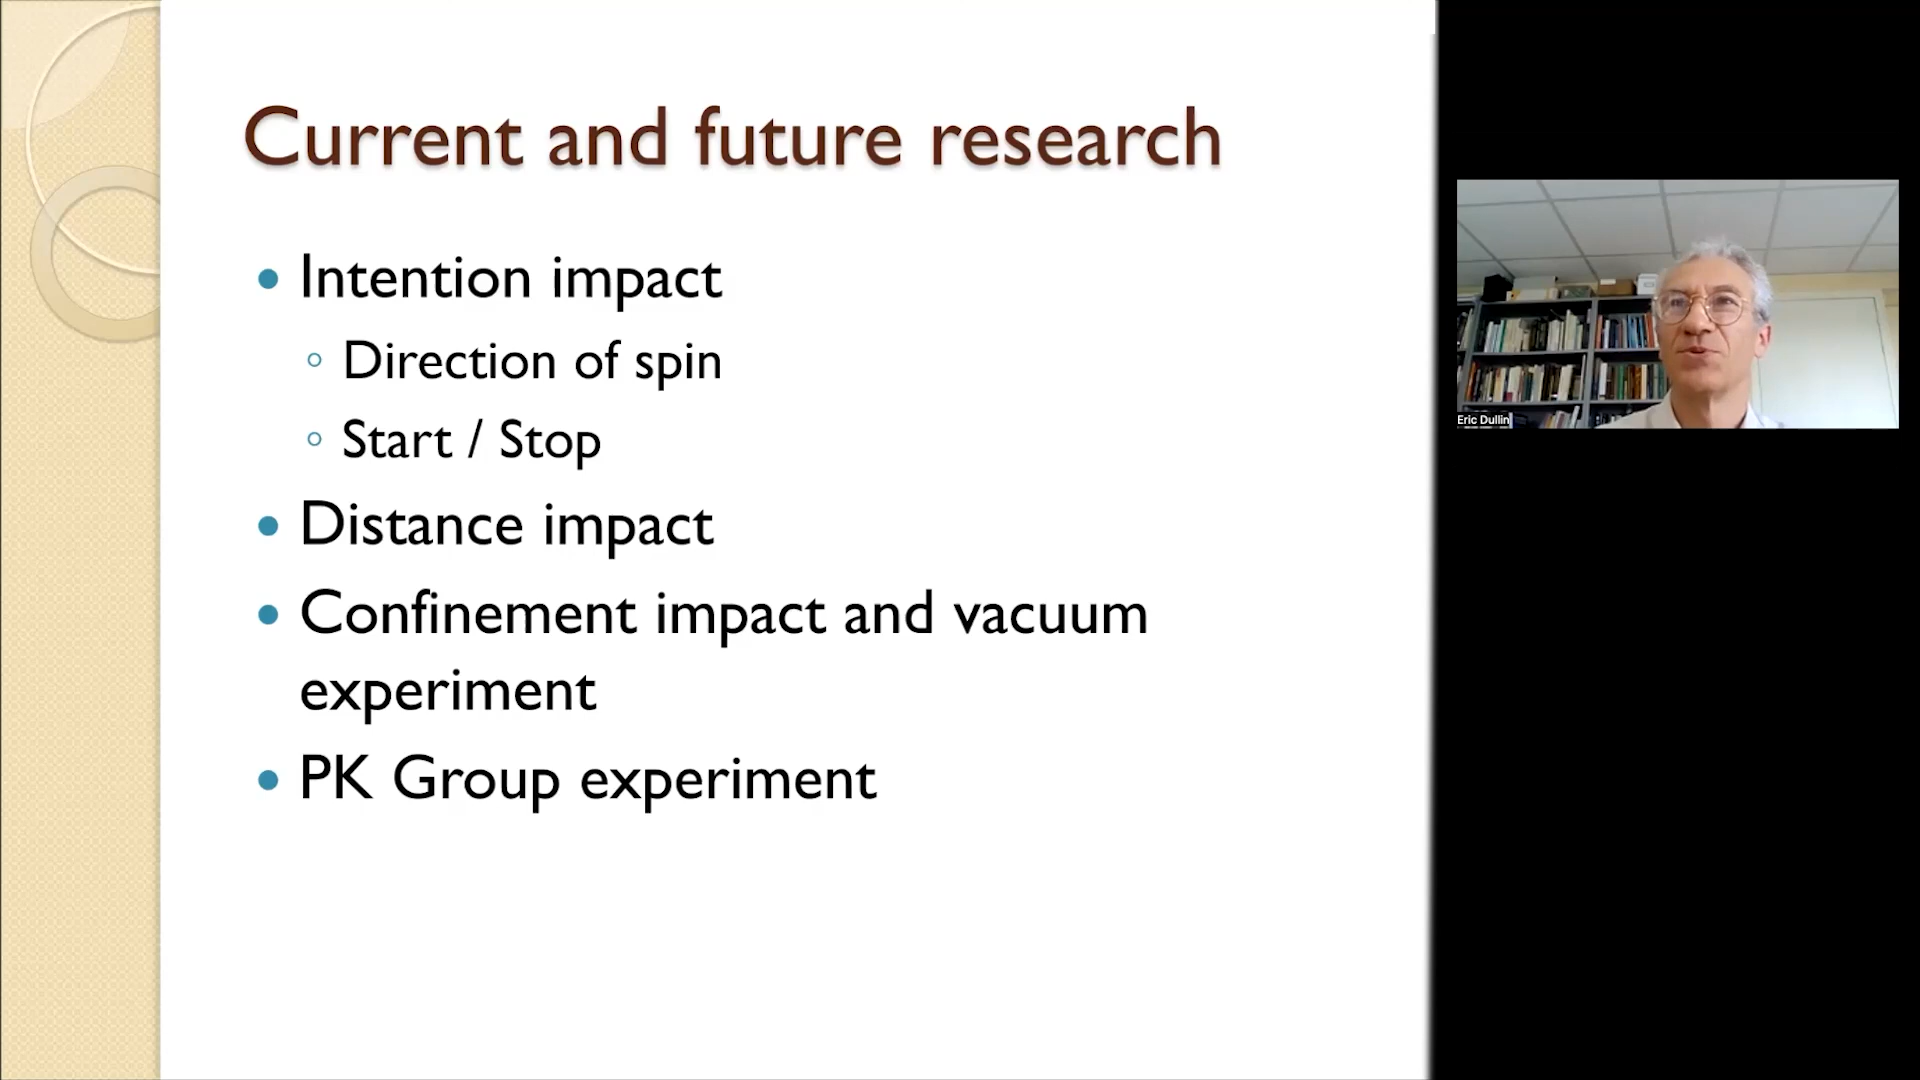 Current and future research
• Intention impact
◦ Direction of spin
◦ Start / Stop
• Distance impact
• Confinement impact and vacuum
experiment
• PK Group experiment
Eric Dullin